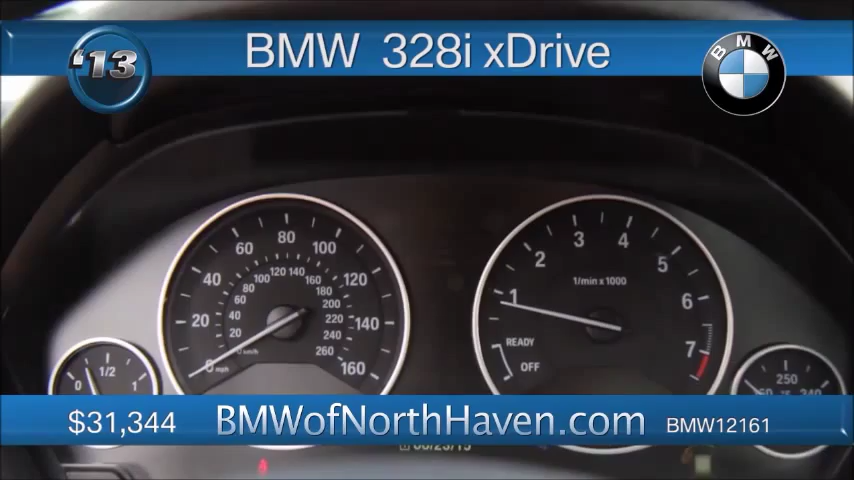 '13
BMW 328i xDrive
BMW
0 20 40 60 80 100 120 140 160
mph
20 40 60 80 100 120 140 160 180 200 220 240 260
km/h
1 2 3 4 5 6 7
1/min x 1000
READY
OFF
0 1/2 1
250
340
$31,344
BMWofNorthHaven.com
BMW12161